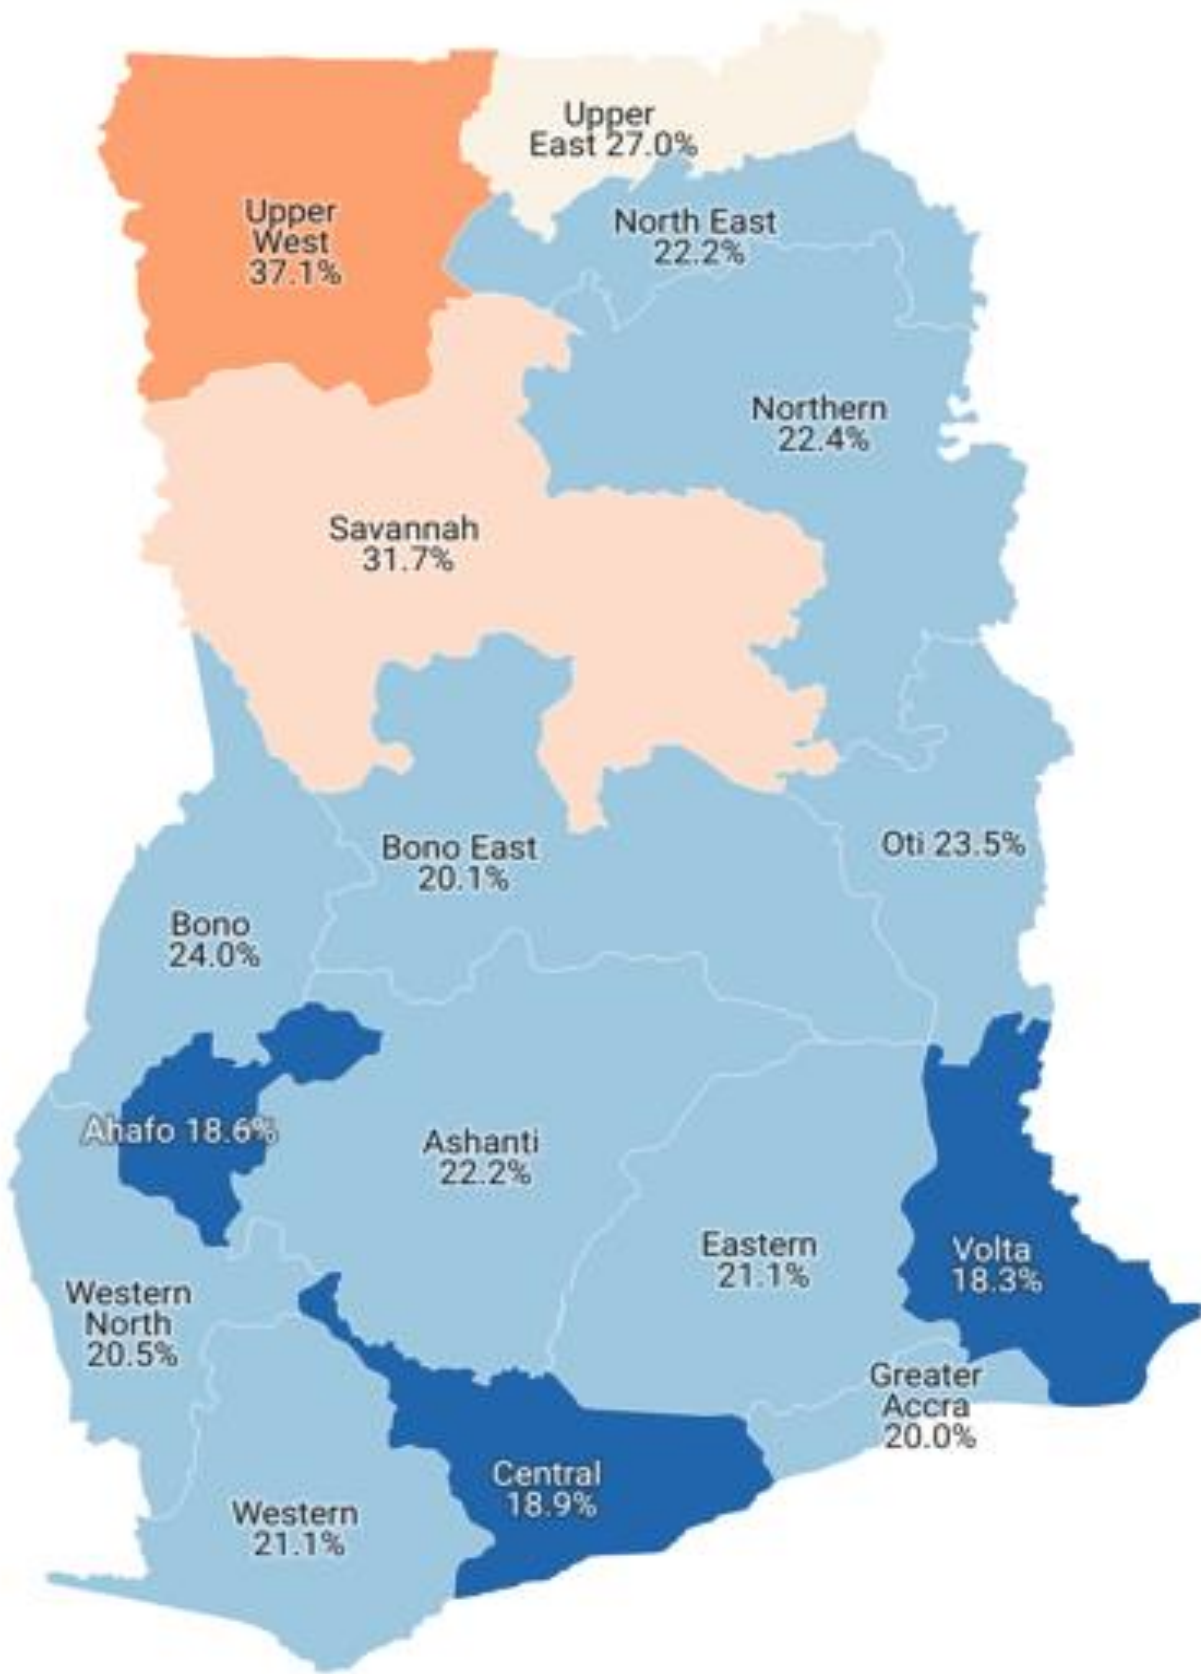 Upper
East 27.0%
Upper
West
37.1%
North East
22.2%
Northern
22.4%
Savannah
31.7%
Bono East
20.1%
Oti 23.5%
Bono
24.0%
Ahafo 18.6%
Ashanti
22.2%
Eastern
21.1%
Volta
18.3%
Western
North
20.5%
Greater
Accra
20.0%
Central
18.9%
Western
21.1%